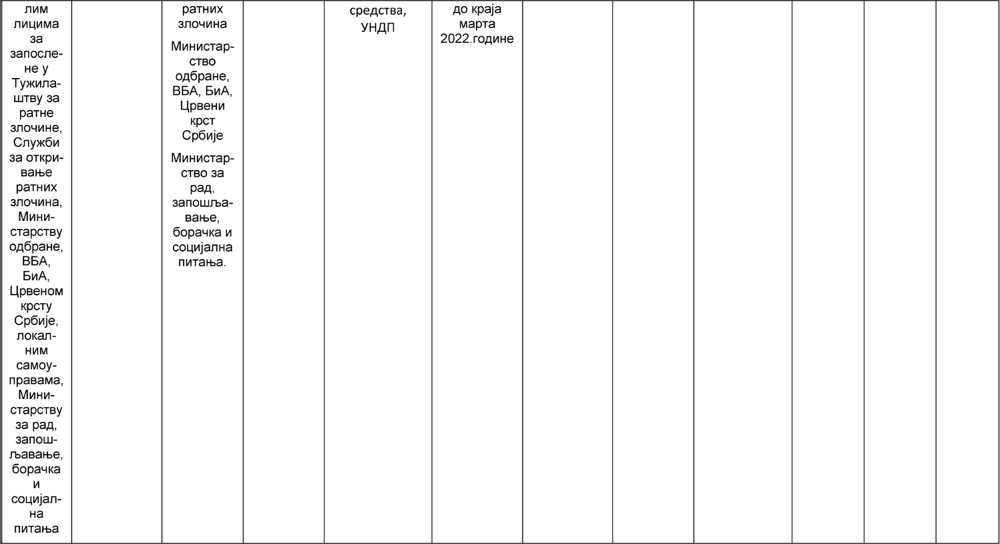 лим
лицима
за
запосле-
не у
Тужила-
штву за
ратне
злочине,
Служби
за откри-
вање
ратних
злочина,
Мини-
старству
одбране,
ВБА,
БиА,
Црвеном
крсту
Србије,
локал-
ним
самоу-
правама,
Мини-
старству
за рад,
запош-
љавање,
борачка
и
социјал-
на
питања
ратних
злочина
Министар-
ство
одбране,
ВБА, БиА,
Црвени
крст
Србије
Министар-
ство за
рад,
запошља-
вање,
борачка и
социјална
питања.
средства,
УНДП
до краја
марта
2022.године